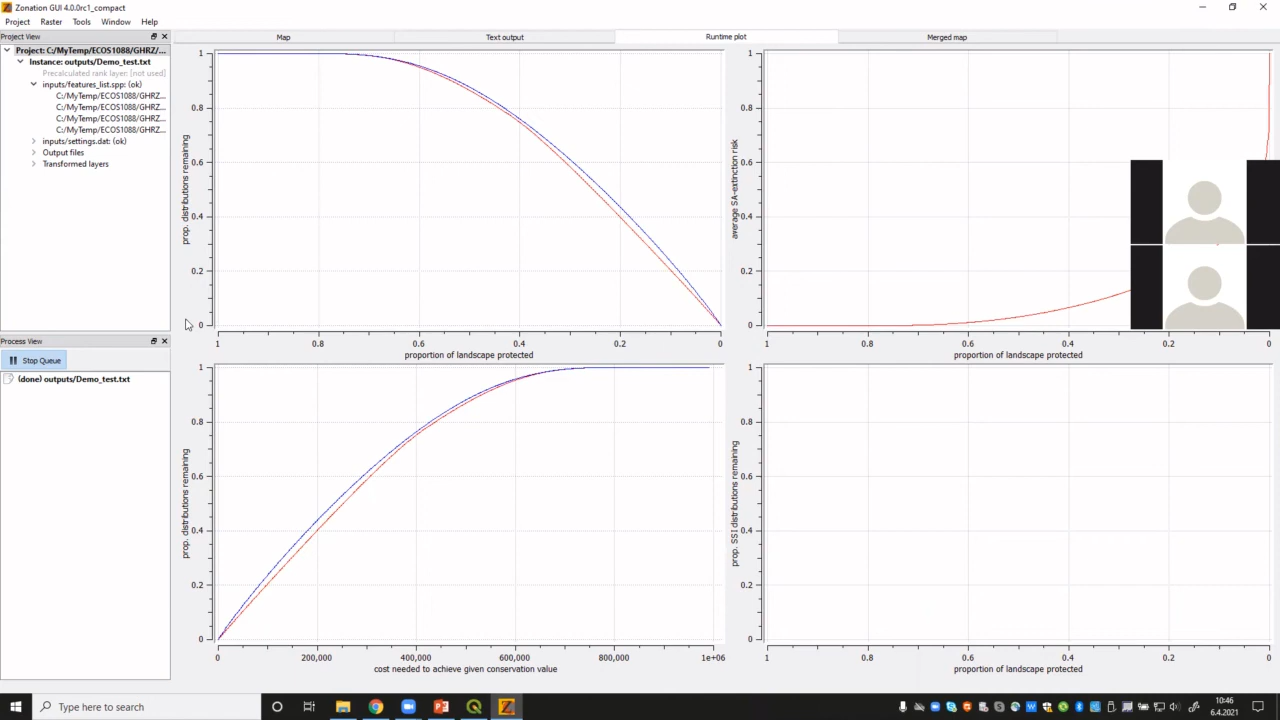 Zonation GUI 4.0.0rc1_compact
Project Raster Tools Window Help
Project View
Map Text output Runtime plot Merged map
Project: C:/MyTemp/ECOS1088/GHRZ/...
Instance: outputs/Demo_test.txt
Precalculated rank layer: [not used]
inputs/features_list.spp: (ok)
C:/MyTemp/ECOS1088/GHRZ...
C:/MyTemp/ECOS1088/GHRZ...
C:/MyTemp/ECOS1088/GHRZ...
C:/MyTemp/ECOS1088/GHRZ...
inputs/settings.dat: (ok)
Output files
Transformed layers
Process View
Stop Queue
(done) outputs/Demo_test.txt
prop. distributions remaining
1
0.8
0.6
0.4
0.2
0
1 0.8 0.6 0.4 0.2 0
proportion of landscape protected
average SA-extinction risk
1
0.8
0.6
0.4
0.2
0
1 0.8 0.6 0.4 0.2 0
proportion of landscape protected
prop. distributions remaining
1
0.8
0.6
0.4
0.2
0
0 200,000 400,000 600,000 800,000 1e+06
cost needed to achieve given conservation value
prop. SSI distributions remaining
1
0.8
0.6
0.4
0.2
0
1 0.8 0.6 0.4 0.2 0
proportion of landscape protected
Type here to search
10:46
6.4.2021